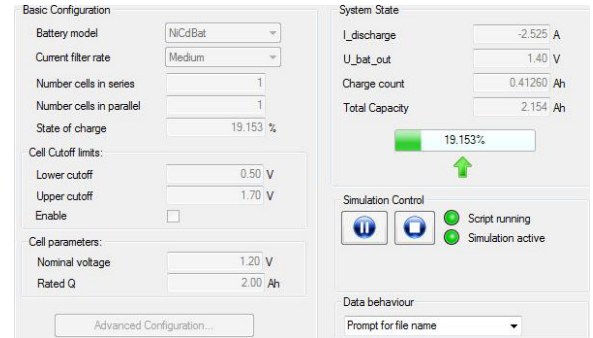 Basic Configuration
Battery model NiCdBat
Current filter rate Medium
Number cells in series 1
Number cells in parallel 1
State of charge 19.153 %
Cell Cutoff limits:
Lower cutoff 0.50 V
Upper cutoff 1.70 V
Enable
Cell parameters:
Nominal voltage 1.20 V
Rated Q 2.00 Ah
Advanced Configuration...
System State
I_discharge -2.525 A
U_bat_out 1.40 V
Charge count 0.41260 Ah
Total Capacity 2.154 Ah
19.153%
Simulation Control
Script running
Simulation active
Data behaviour
Prompt for file name